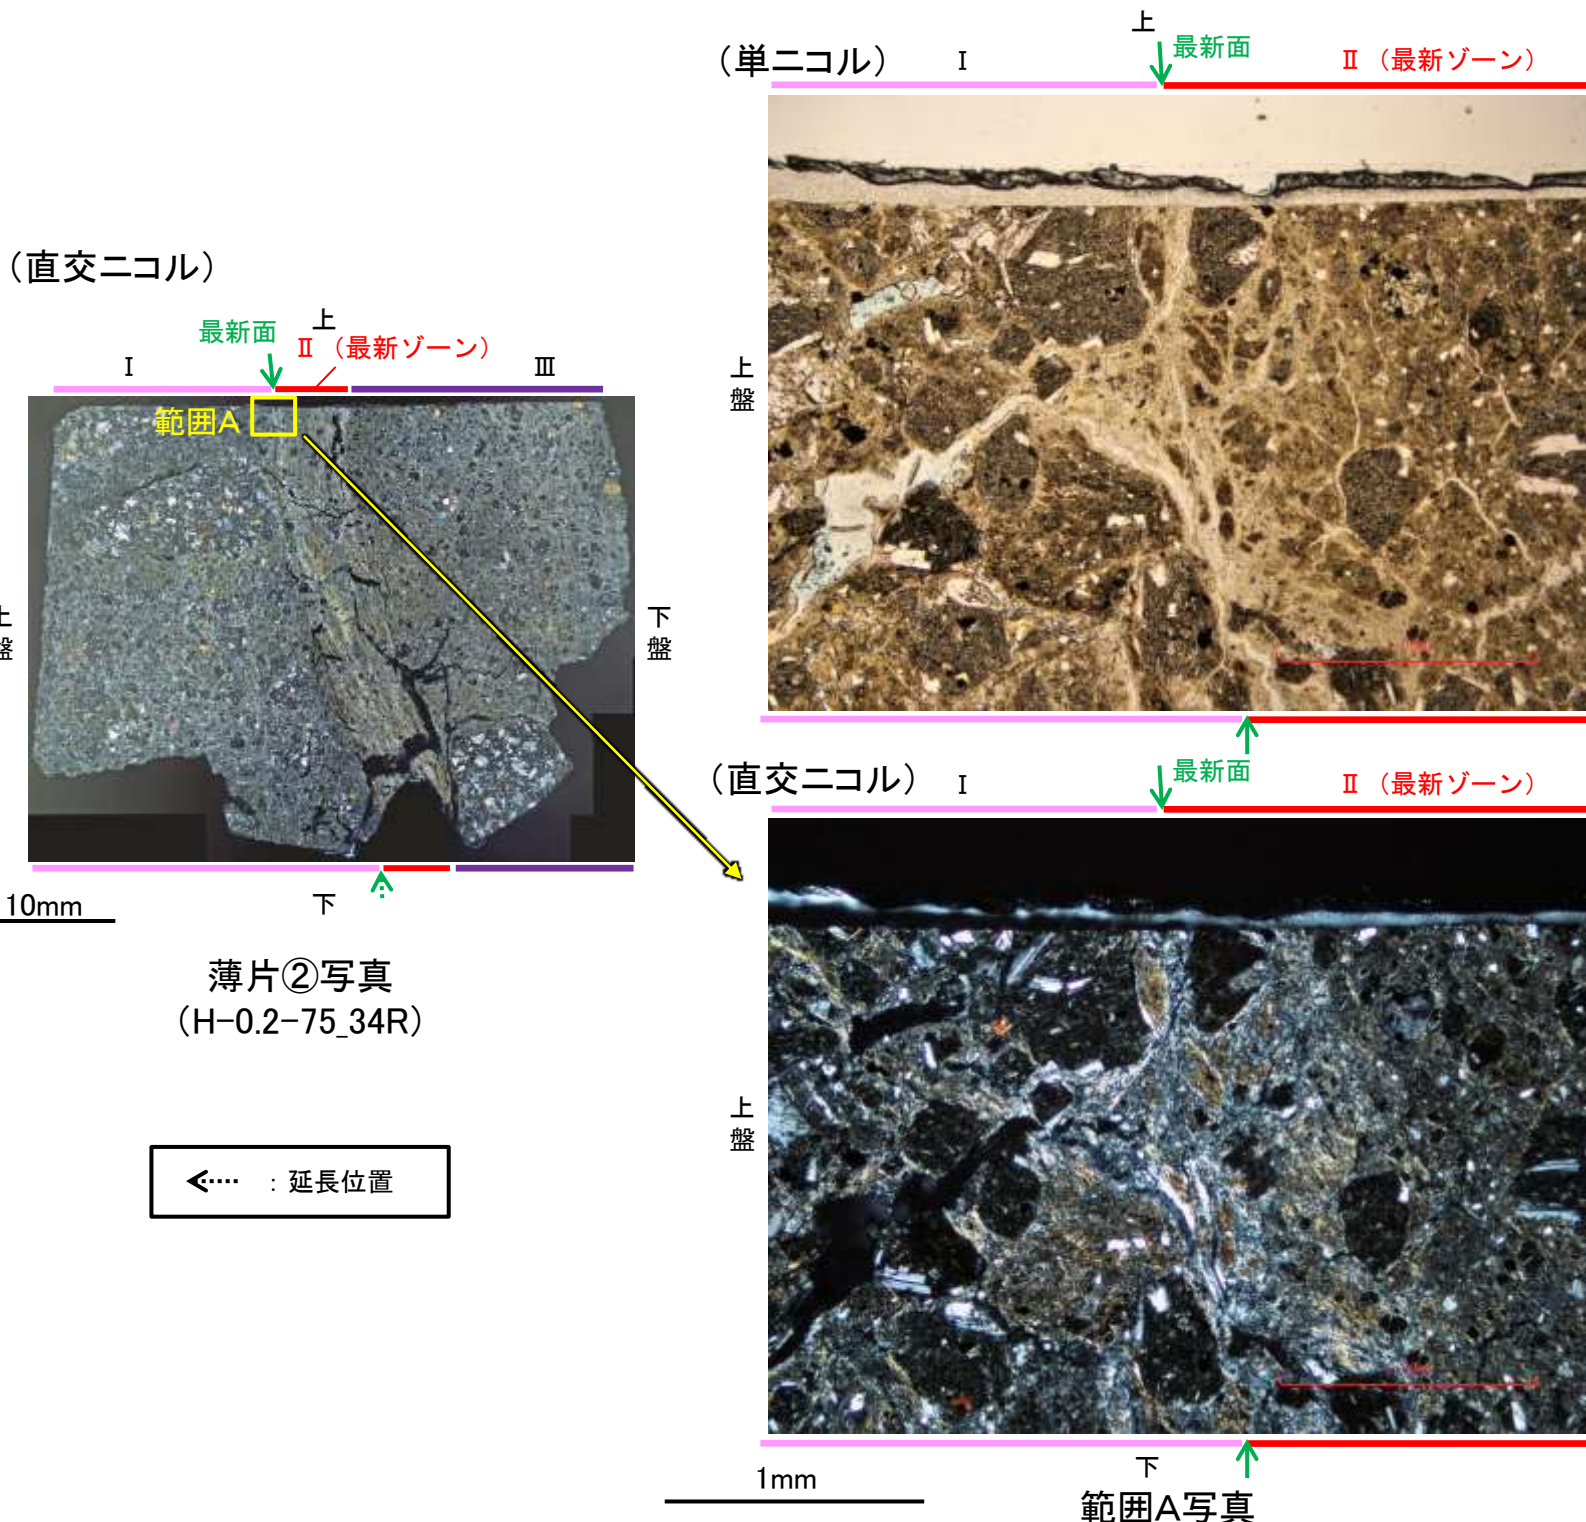 (直交ニコル)
最新面
上
Ⅰ
Ⅱ (最新ゾーン)
Ⅲ
範囲A
上盤
下盤
下
10mm
薄片②写真
(H-0.2-75_34R)
: 延長位置
(単ニコル)
Ⅰ
上
最新面
Ⅱ (最新ゾーン)
上盤
(直交ニコル)
Ⅰ
最新面
Ⅱ (最新ゾーン)
上盤
下
1mm
範囲A写真